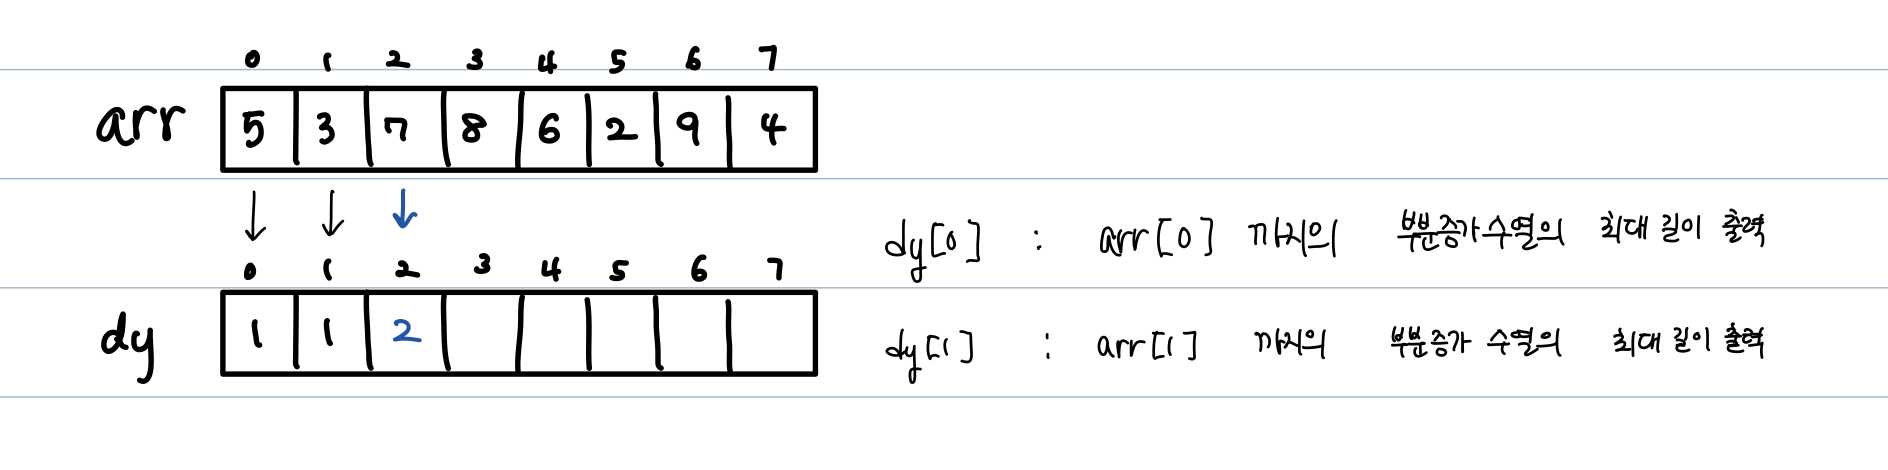 0 1 2 3 4 5 6 7
arr 5 3 7 8 6 2 9 4
dy[0] : arr[0] 까지의 부분증가수열의 최대 길이 출력
0 1 2 3 4 5 6 7
dy 1 1 2
dy[1] : arr[1] 까지의 부분증가 수열의 최대 길이 출력